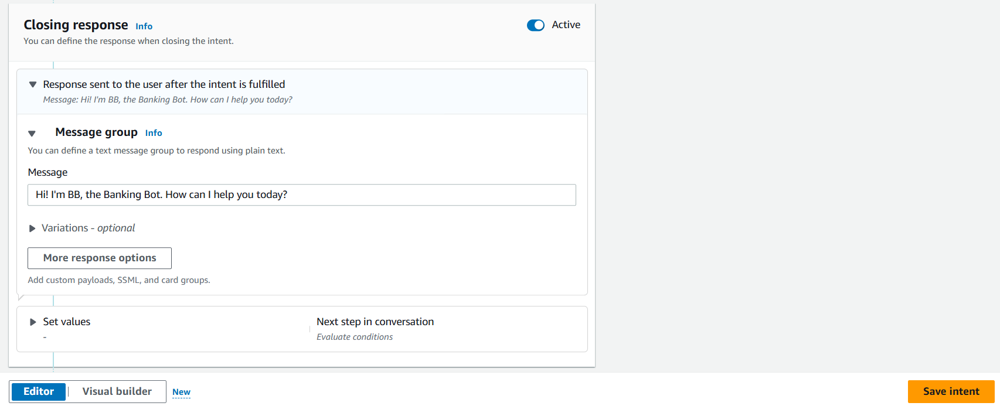 Closing response Info
Active
You can define the response when closing the intent.
Response sent to the user after the intent is fulfilled
Message: Hi! I'm BB, the Banking Bot. How can I help you today?
Message group Info
You can define a text message group to respond using plain text.
Message
Hi! I'm BB, the Banking Bot. How can I help you today?
Variations - optional
More response options
Add custom payloads, SSML, and card groups.
Set values
-
Next step in conversation
Evaluate conditions
Editor
Visual builder
New
Save intent